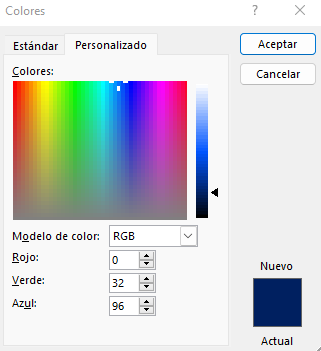 Colores
?
Estándar
Personalizado
Aceptar
Cancelar
Colores:
Modelo de color:
RGB
Rojo:
0
Verde:
32
Azul:
96
Nuevo
Actual